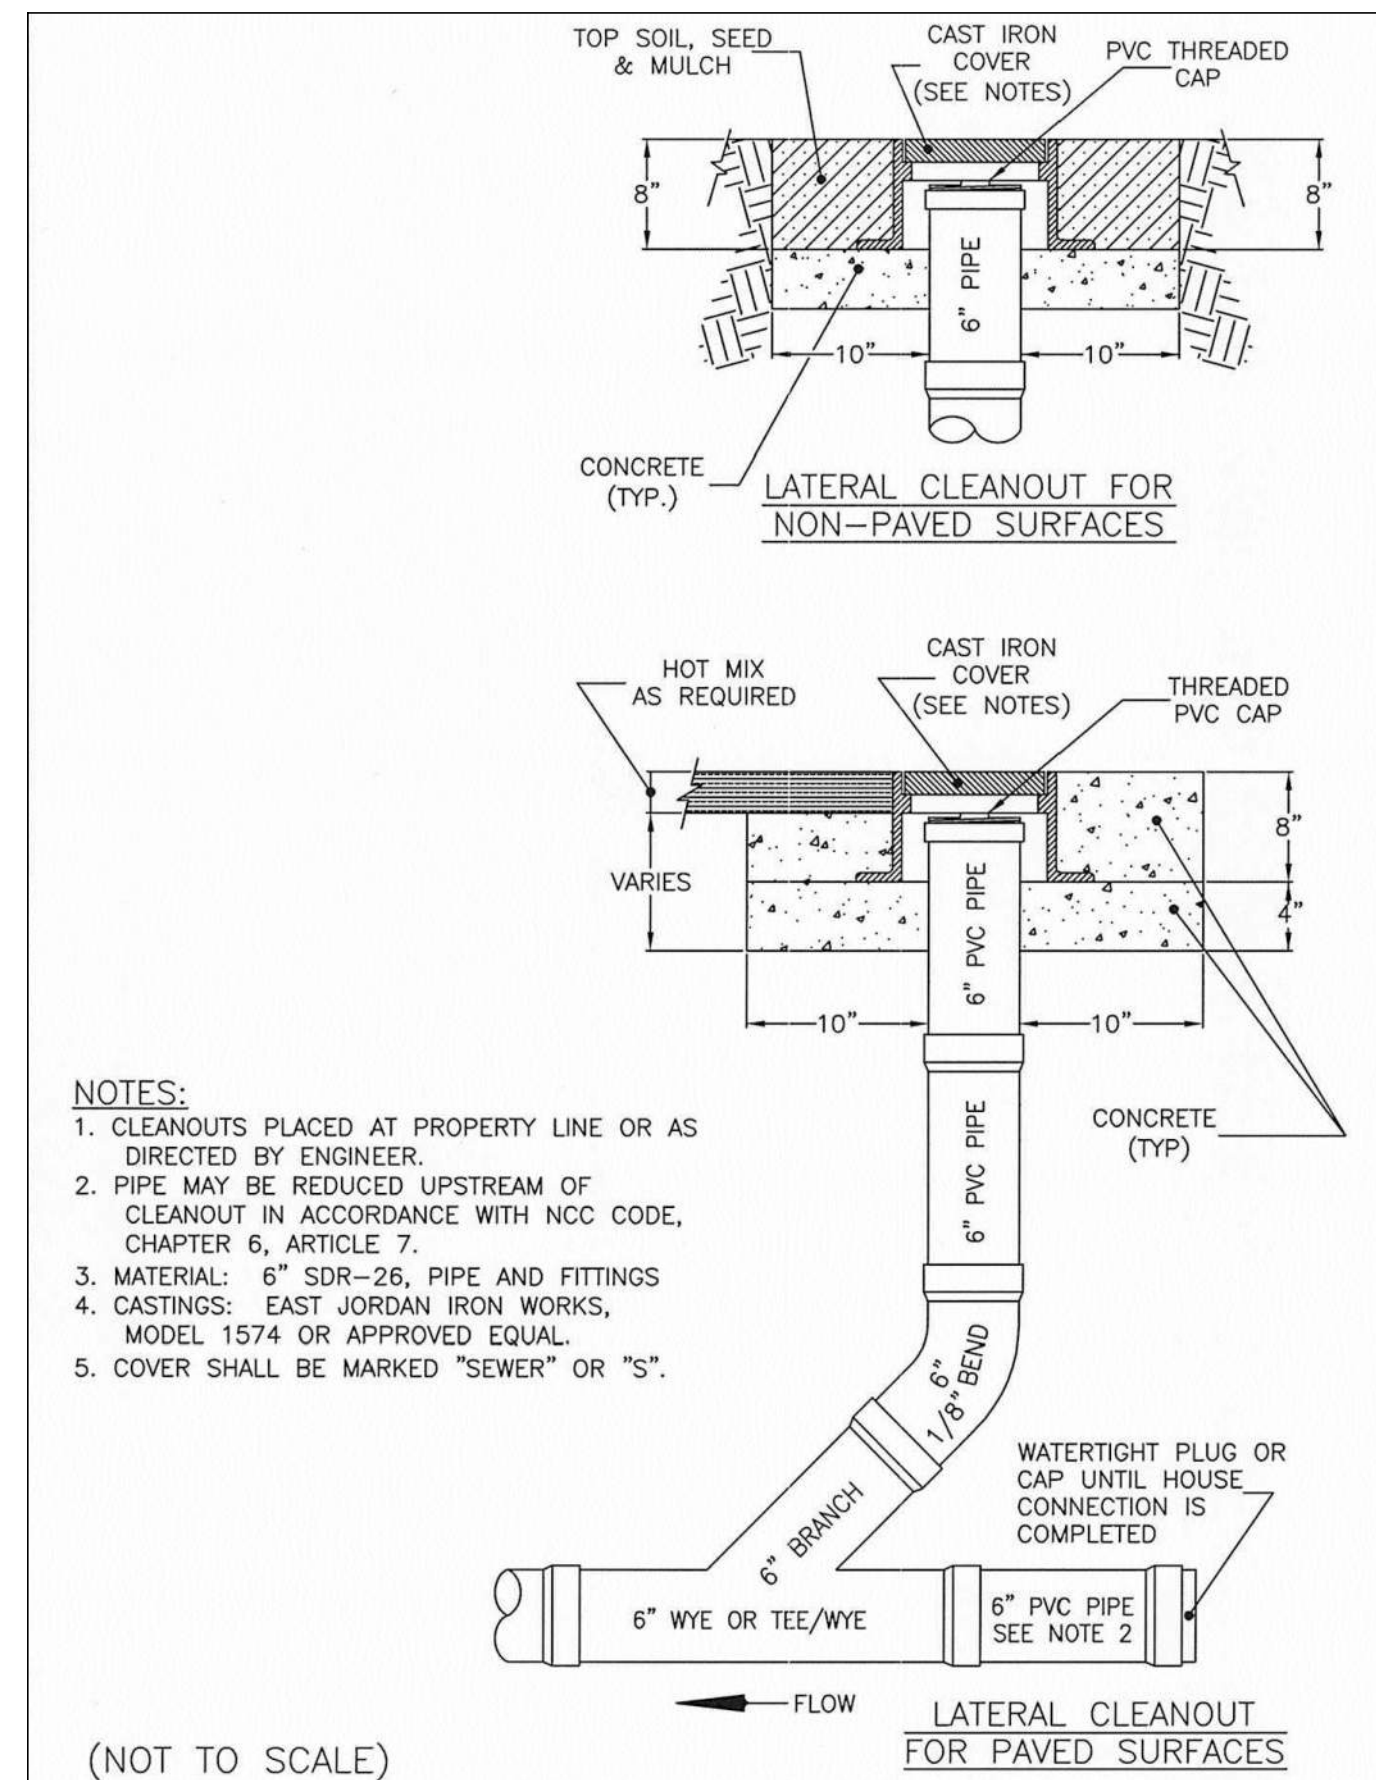 TOP SOIL, SEED
& MULCH
CAST IRON
COVER
(SEE NOTES)
PVC THREADED
CAP
8”
8”
6” PIPE
10”
10”
CONCRETE
(TYP.)
LATERAL CLEANOUT FOR
NON-PAVED SURFACES
HOT MIX
AS REQUIRED
CAST IRON
COVER
(SEE NOTES)
THREADED
PVC CAP
8”
VARIES
4”
6” PVC PIPE
10”
10”
6” PVC PIPE
CONCRETE
(TYP)
NOTES:
1. CLEANOUTS PLACED AT PROPERTY LINE OR AS
DIRECTED BY ENGINEER.
2. PIPE MAY BE REDUCED UPSTREAM OF
CLEANOUT IN ACCORDANCE WITH NCC CODE,
CHAPTER 6, ARTICLE 7.
3. MATERIAL: 6” SDR-26, PIPE AND FITTINGS
4. CASTINGS: EAST JORDAN IRON WORKS,
MODEL 1574 OR APPROVED EQUAL.
5. COVER SHALL BE MARKED ”SEWER” OR ”S”.
6”
1/8” BEND
6” BRANCH
WATERTIGHT PLUG OR
CAP UNTIL HOUSE
CONNECTION IS
COMPLETED
6” WYE OR TEE/WYE
6” PVC PIPE
SEE NOTE 2
FLOW
LATERAL CLEANOUT
FOR PAVED SURFACES
(NOT TO SCALE)